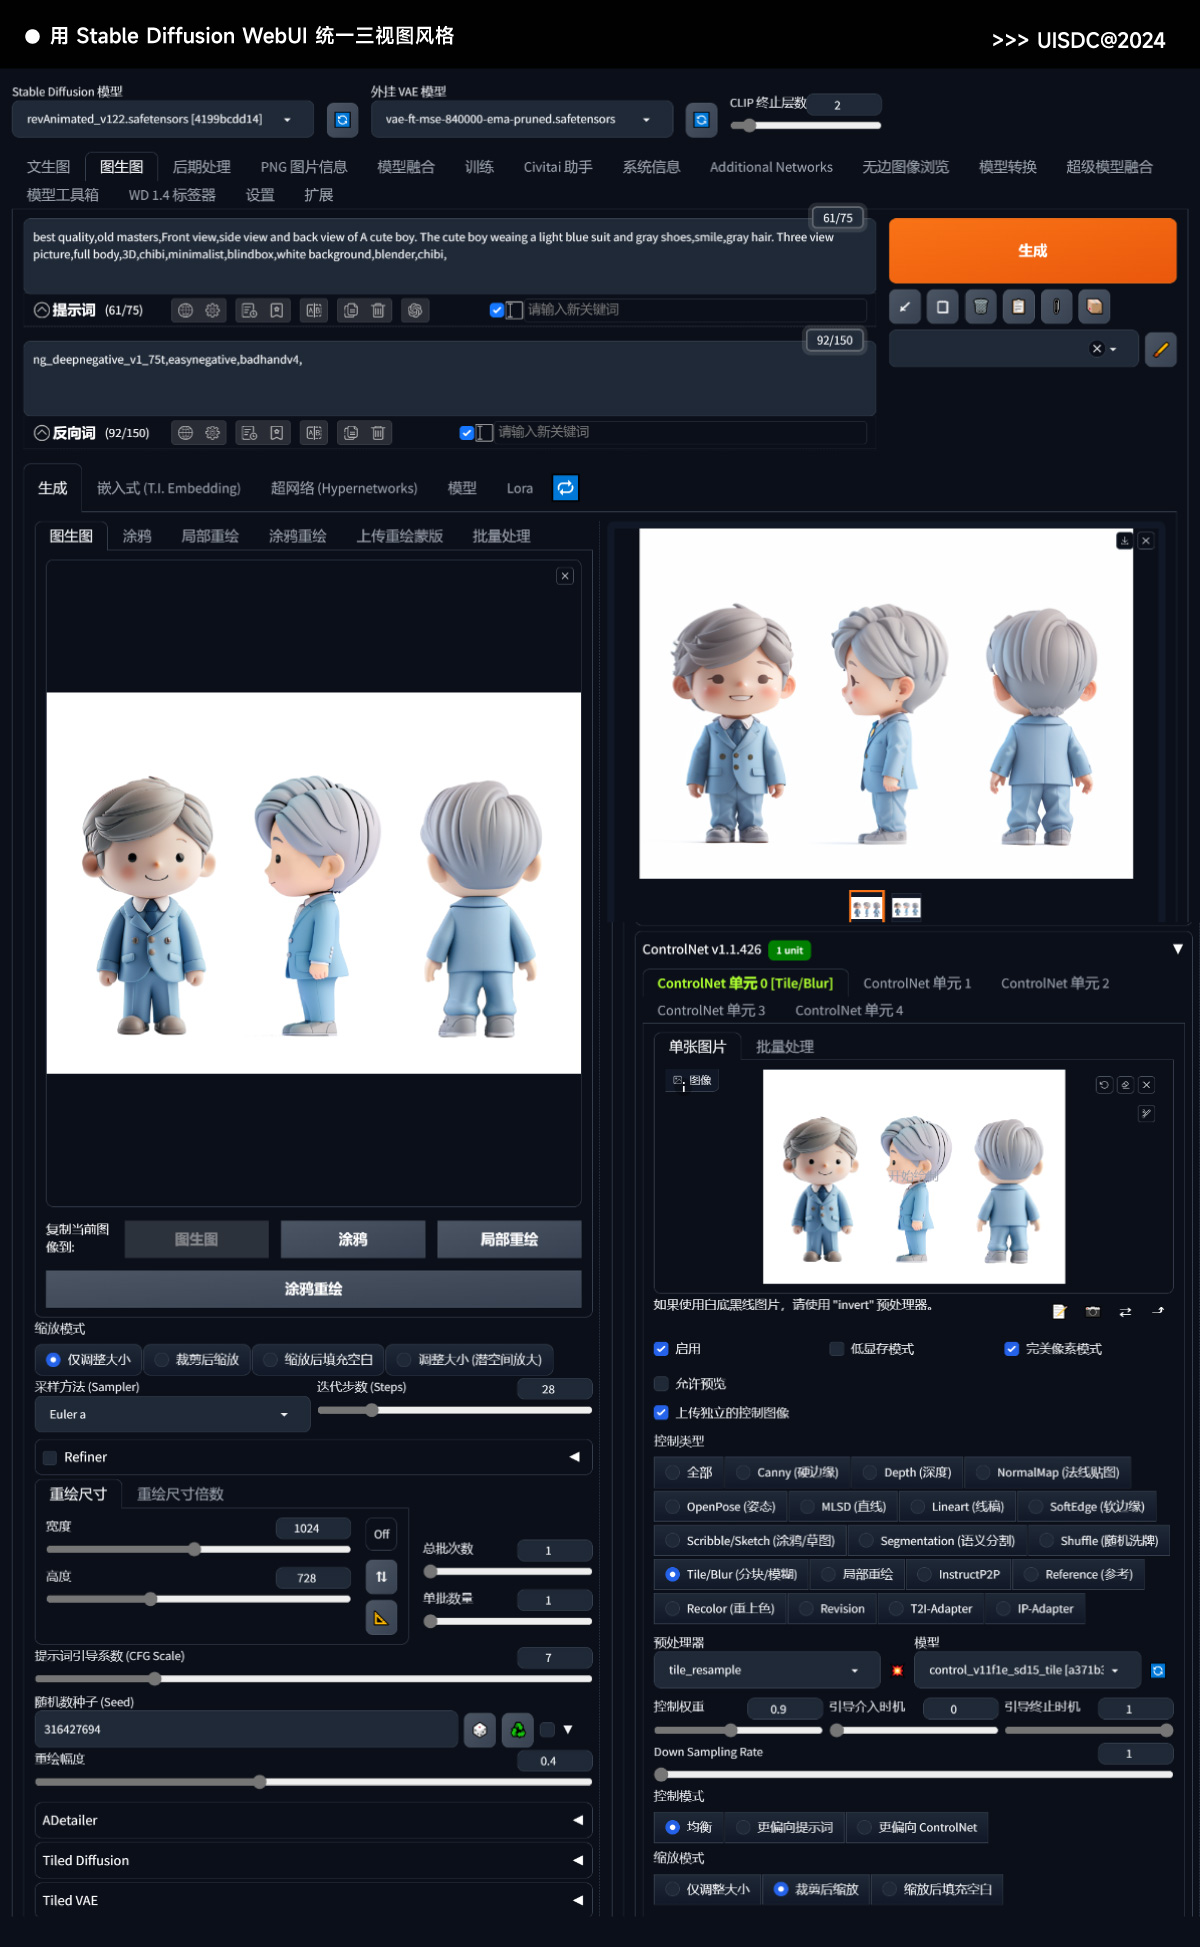 用 Stable Diffusion WebUI 统一三视图风格
>>> UISDC@2024
Stable Diffusion 模型
外挂 VAE 模型
CLIP 终止层数
2
revAnimated_v122.safetensors [4199bcdd14]
vae-ft-mse-840000-ema-pruned.safetensors
文生图
图生图
后期处理
PNG 图片信息
模型融合
训练
Civitai 助手
系统信息
Additional Networks
无边图像浏览
模型转换
超级模型融合
模型工具箱
WD 1.4 标签器
设置
扩展
61/75
best quality,old masters,Front view,side view and back view of A cute boy. The cute boy weaing a light blue suit and gray shoes,smile,gray hair. Three view
picture,full body,3D,chibi,minimalist,blindbox,white background,blender,chibi,
生成
提示词 (61/75)
请输入新关键词
92/150
ng_deepnegative_v1_75t,easynegative,badhandv4,
反向词 (92/150)
请输入新关键词
生成
嵌入式 (T.I. Embedding)
超网络 (Hypernetworks)
模型
Lora
图生图
涂鸦
局部重绘
涂鸦重绘
上传重绘蒙版
批量处理
复制当前图
像到:
图生图
涂鸦
局部重绘
涂鸦重绘
缩放模式
仅调整大小
裁剪后缩放
缩放后填充空白
调整大小 (潜空间放大)
采样方法 (Sampler)
迭代步数 (Steps)
28
Euler a
Refiner
重绘尺寸
重绘尺寸倍数
宽度
1024
Off
高度
728
总批次数
1
单批数量
1
提示词引导系数 (CFG Scale)
7
随机数种子 (Seed)
316427694
重绘幅度
0.4
ADetailer
Tiled Diffusion
Tiled VAE
ControlNet v1.1.426
1 unit
ControlNet 单元 0 [Tile/Blur]
ControlNet 单元 1
ControlNet 单元 2
ControlNet 单元 3
ControlNet 单元 4
单张图片
批量处理
图像
开始绘制
如果使用白底黑线图片，请使用 "invert" 预处理器。
启用
低显存模式
完美像素模式
允许预览
上传独立的控制图像
控制类型
全部
Canny (硬边缘)
Depth (深度)
NormalMap (法线贴图)
OpenPose (姿态)
MLSD (直线)
Lineart (线稿)
SoftEdge (软边缘)
Scribble/Sketch (涂鸦/草图)
Segmentation (语义分割)
Shuffle (随机洗牌)
Tile/Blur (分块/模糊)
局部重绘
InstructP2P
Reference (参考)
Recolor (重上色)
Revision
T2I-Adapter
IP-Adapter
预处理器
模型
tile_resample
control_v11f1e_sd15_tile [a371b3
控制权重
0.9
引导介入时机
0
引导终止时机
1
Down Sampling Rate
1
控制模式
均衡
更偏向提示词
更偏向 ControlNet
缩放模式
仅调整大小
裁剪后缩放
缩放后填充空白